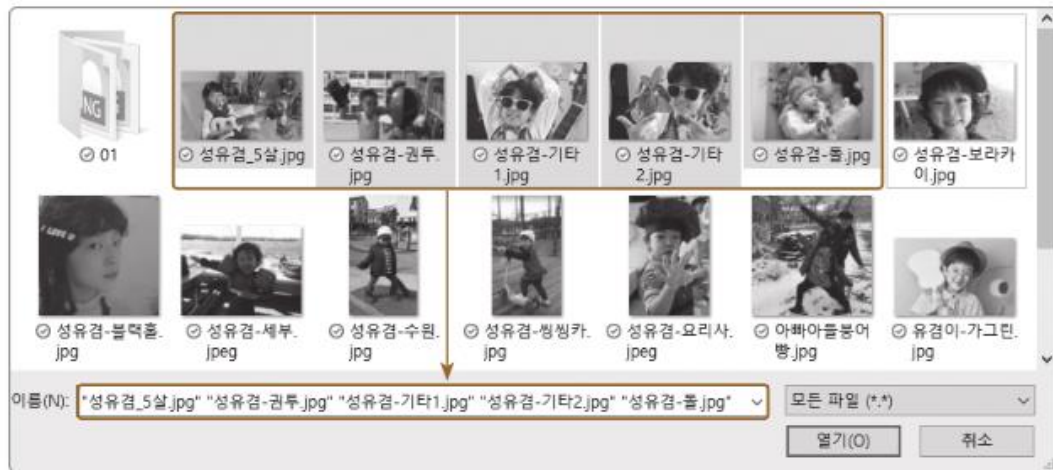 NG
01
성유겸_5살.jpg
성유겸-권투.
jpg
성유겸-기타
1.jpg
성유겸-기타
2.jpg
성유겸-돌.jpg
성유겸-보라카
이.jpg
I LOVE U
성유겸-블랙홀.
jpg
성유겸-세부.
jpeg
성유겸-수원.
jpg
성유겸-씽씽카.
jpg
성유겸-요리사.
jpeg
아빠아들붕어
빵.jpg
유겸이-가그린.
jpg
이름(N): "성유겸_5살.jpg" "성유겸-권투.jpg" "성유겸-기타1.jpg" "성유겸-기타2.jpg" "성유겸-돌.jpg"
모든 파일 (*.*)
열기(O)
취소